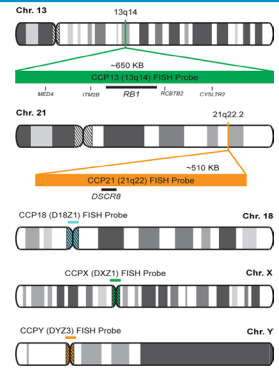 Chr. 13
13q14
~650 KB
CCP13 (13q14) FISH Probe
MED4 ITM2B RB1 RCBTB2 CYSLTR2
Chr. 21
21q22.2
~510 KB
CCP21 (21q22) FISH Probe
DSCR8
CCP18 (D18Z1) FISH Probe Chr. 18
CCPX (DXZ1) FISH Probe Chr. X
CCPY (DYZ3) FISH Probe Chr. Y